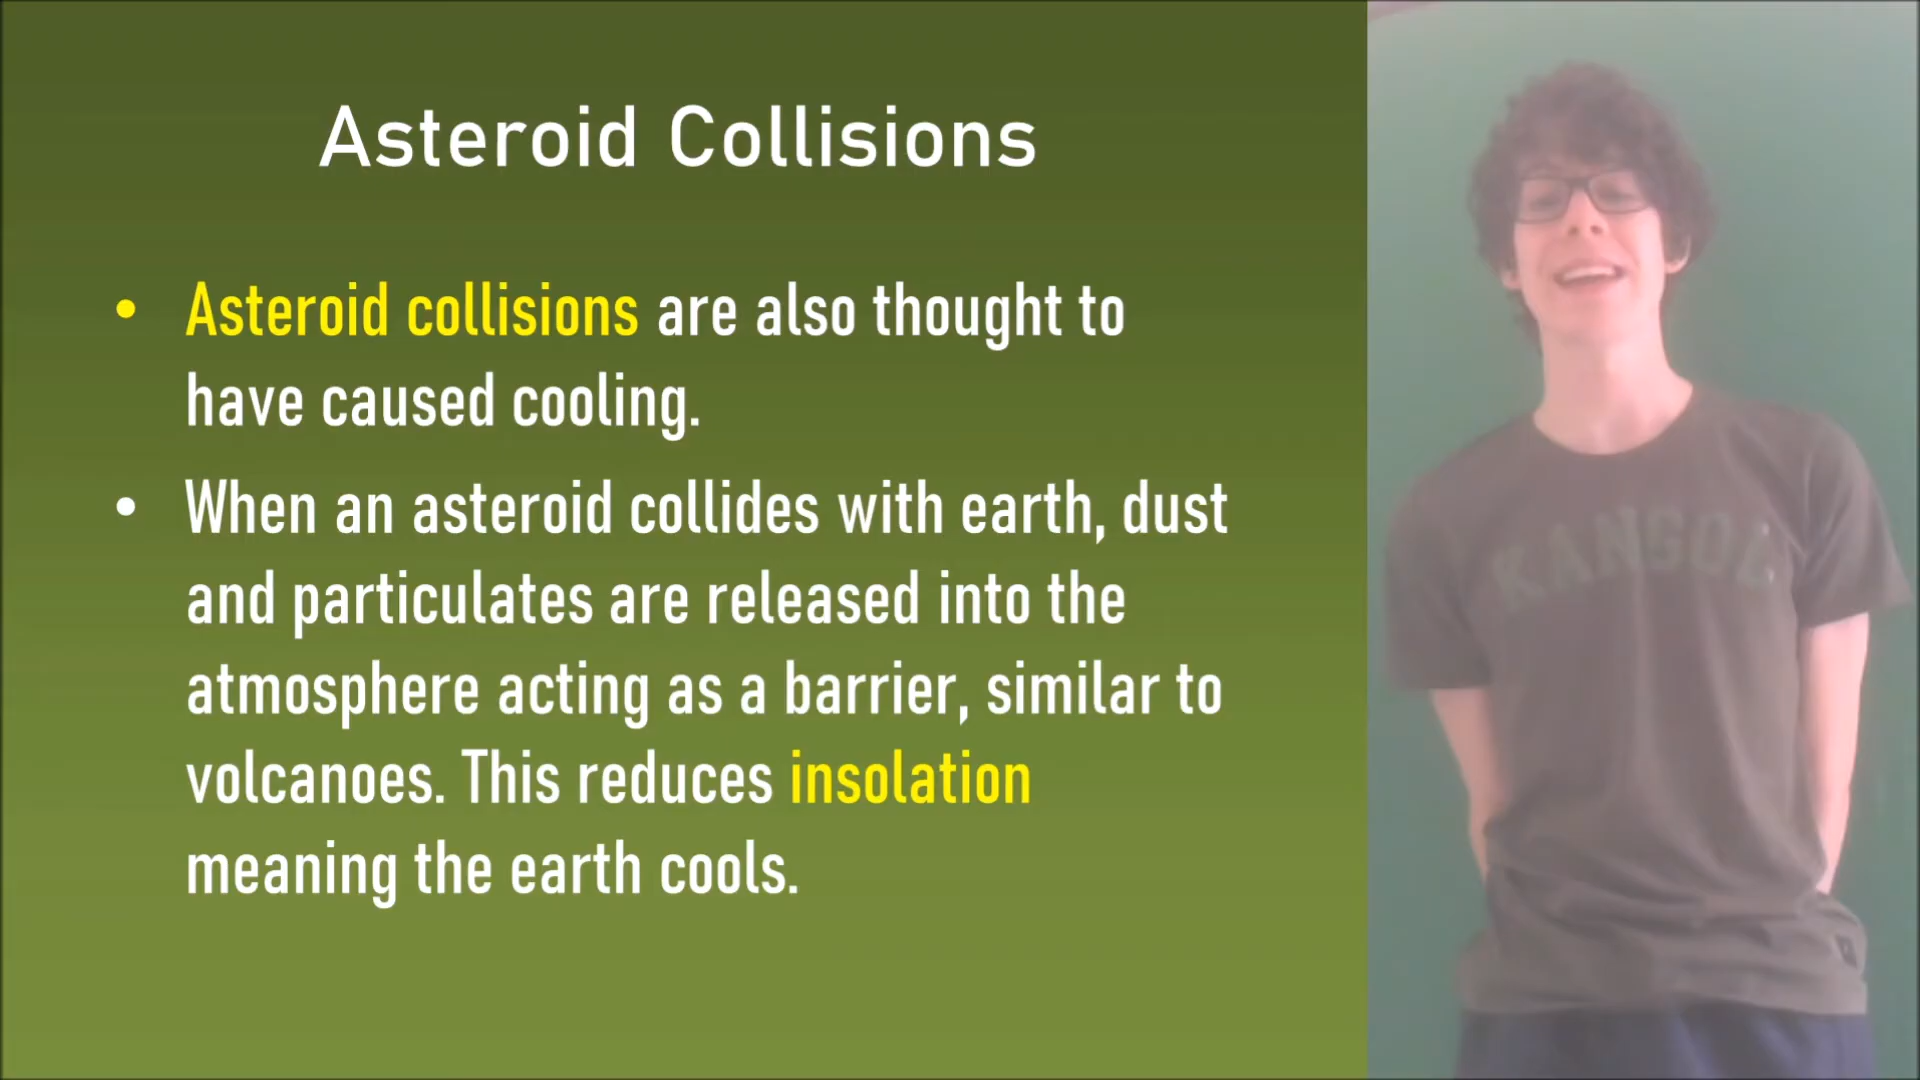 Asteroid Collisions
• Asteroid collisions are also thought to
have caused cooling.
• When an asteroid collides with earth, dust
and particulates are released into the
atmosphere acting as a barrier, similar to
volcanoes. This reduces insolation
meaning the earth cools.